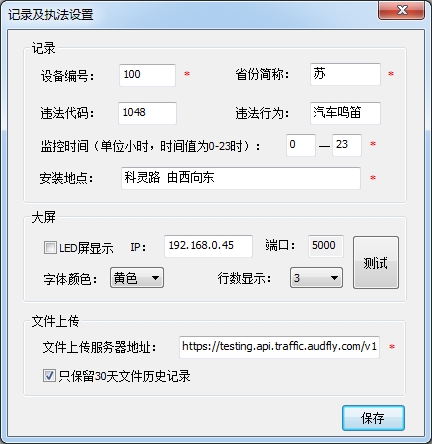 记录及执法设置
记录
设备编号： 100 * 省份简称： 苏 *
违法代码： 1048 违法行为： 汽车鸣笛
监控时间（单位小时，时间值为0-23时）： 0 — 23 *
安装地点： 科灵路 由西向东 *
大屏
LED屏显示 IP： 192.168.0.45 端口： 5000 测试
字体颜色： 黄色 行数显示： 3
文件上传
文件上传服务器地址： https://testing.api.traffic.audfly.com/v1 *
只保留30天文件历史记录
保存